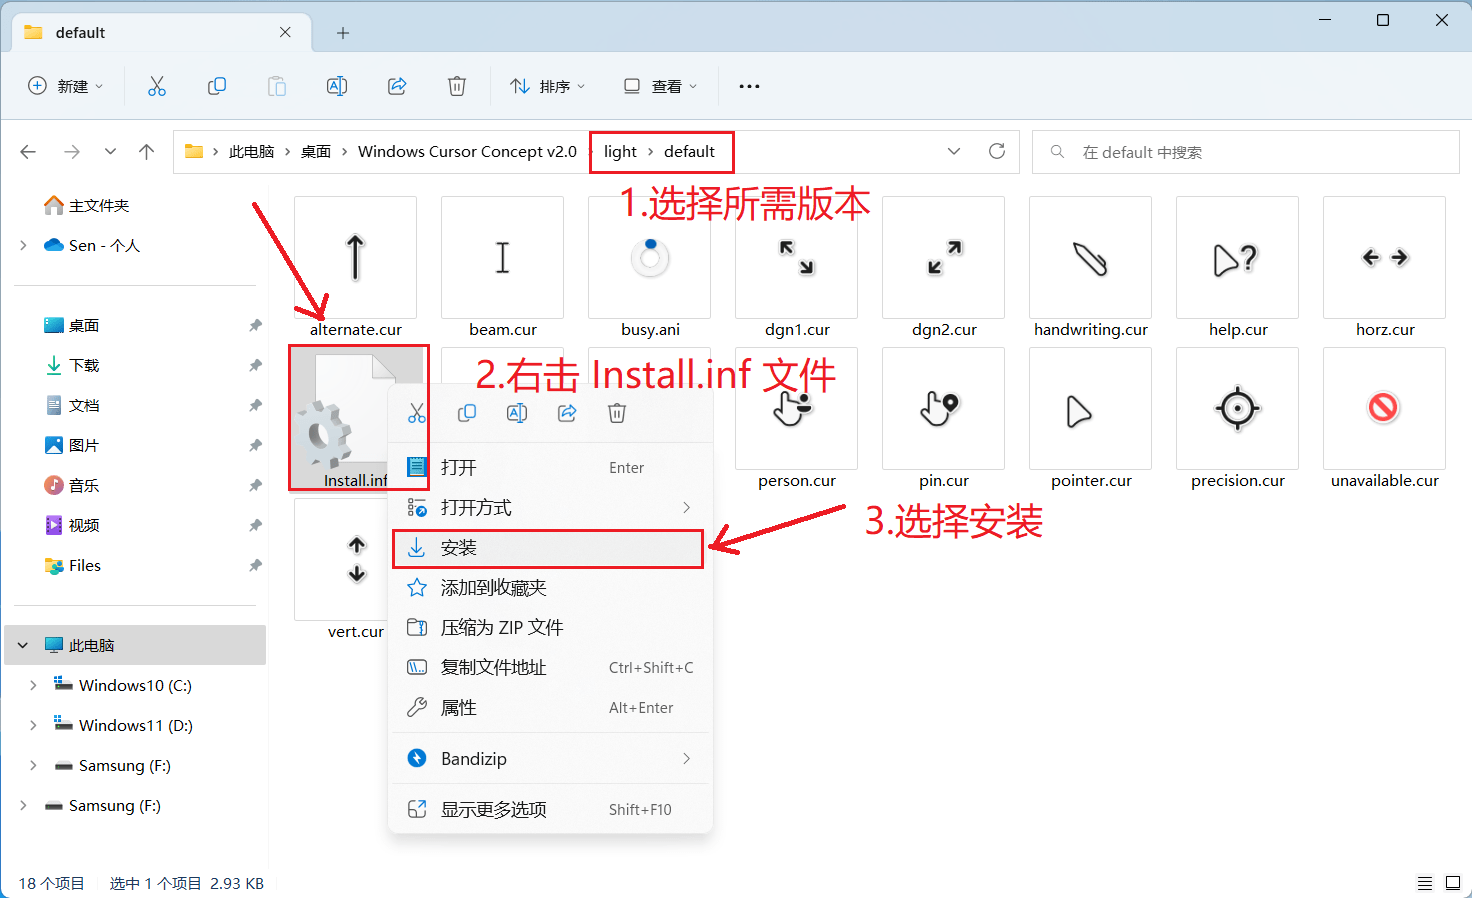 default
新建
排序
查看
此电脑
桌面
Windows Cursor Concept v2.0
light
default
在 default 中搜索
1.选择所需版本
主文件夹
Sen - 个人
桌面
下载
文档
图片
音乐
视频
Files
此电脑
Windows10 (C:)
Windows11 (D:)
Samsung (F:)
Samsung (F:)
alternate.cur
beam.cur
busy.ani
dgn1.cur
dgn2.cur
handwriting.cur
help.cur
horz.cur
2.右击 Install.inf 文件
Install.inf
person.cur
pin.cur
pointer.cur
precision.cur
unavailable.cur
vert.cur
打开 Enter
打开方式
安装
3.选择安装
添加到收藏夹
压缩为 ZIP 文件
复制文件地址 Ctrl+Shift+C
属性 Alt+Enter
Bandizip
显示更多选项 Shift+F10
18 个项目
选中 1 个项目 2.93 KB